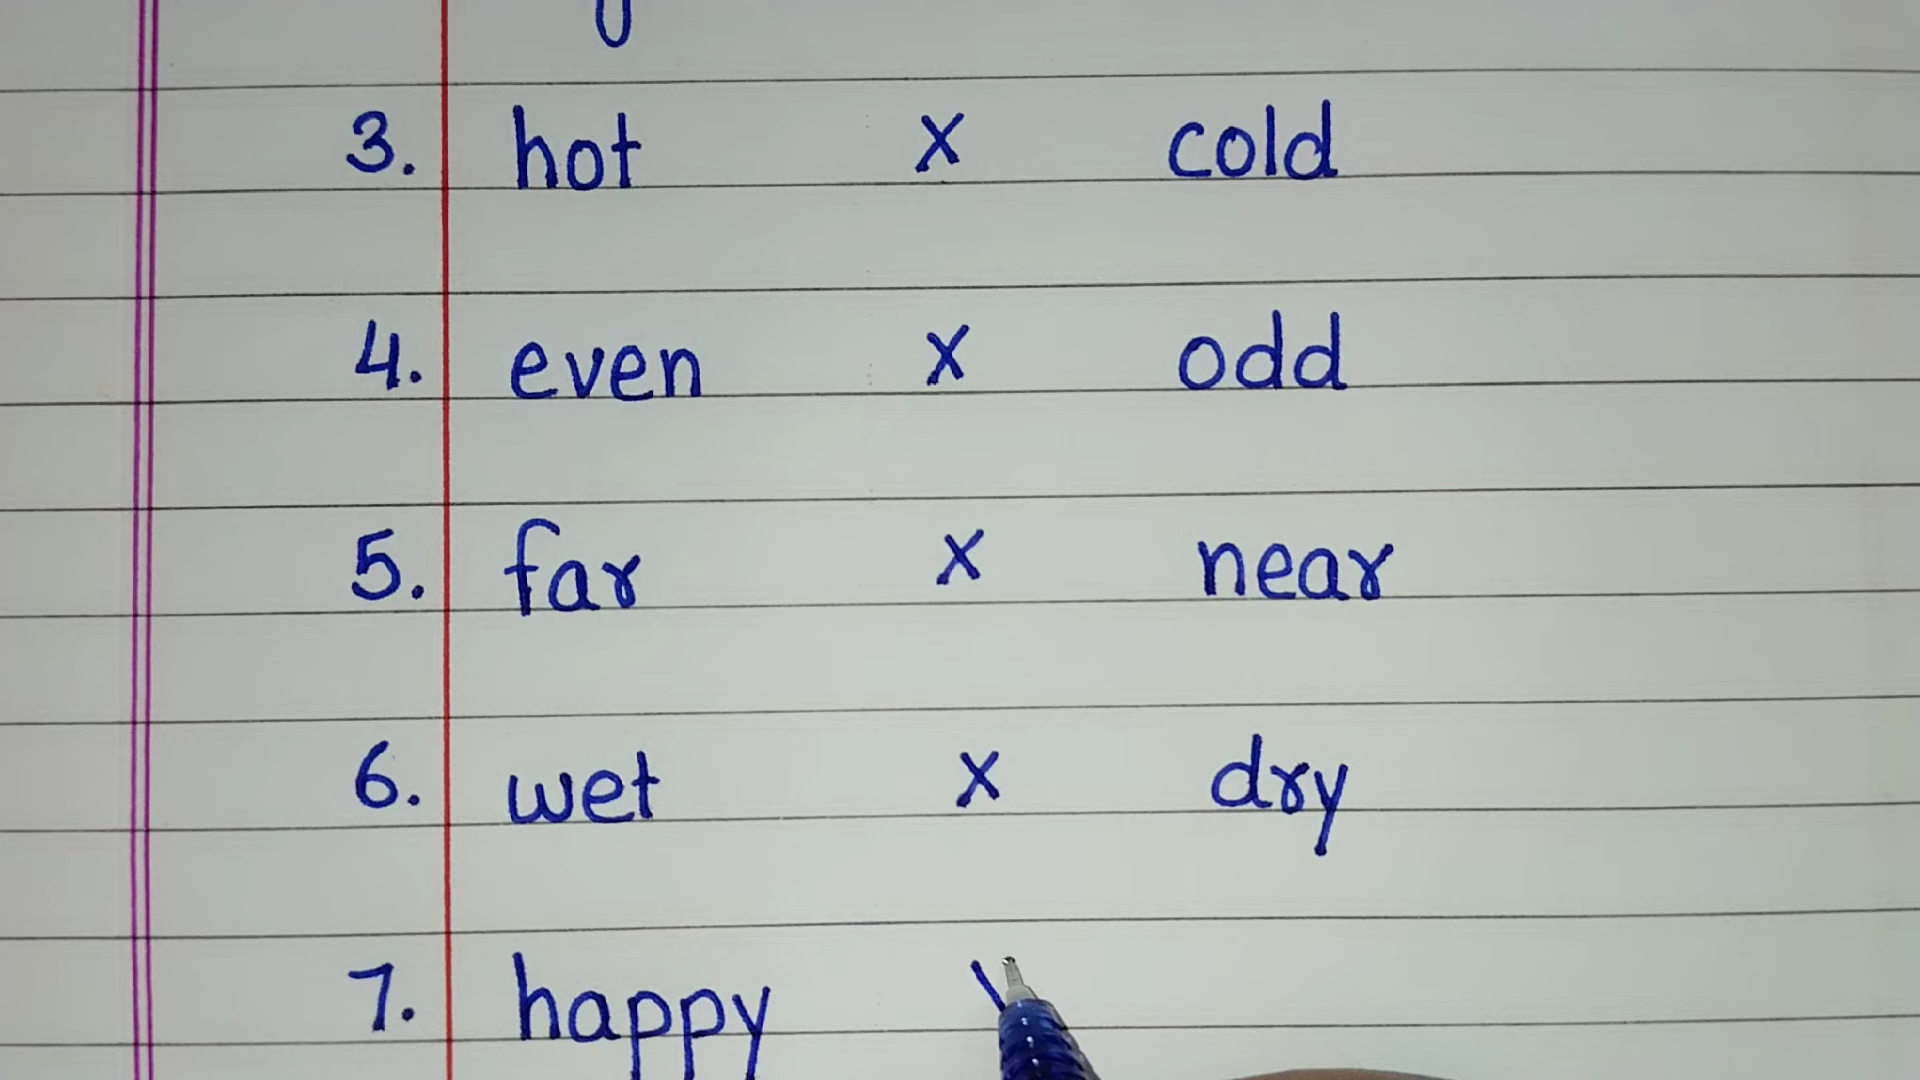 3. hot x cold
4. even x odd
5. far x near
6. wet x dry
7. happy